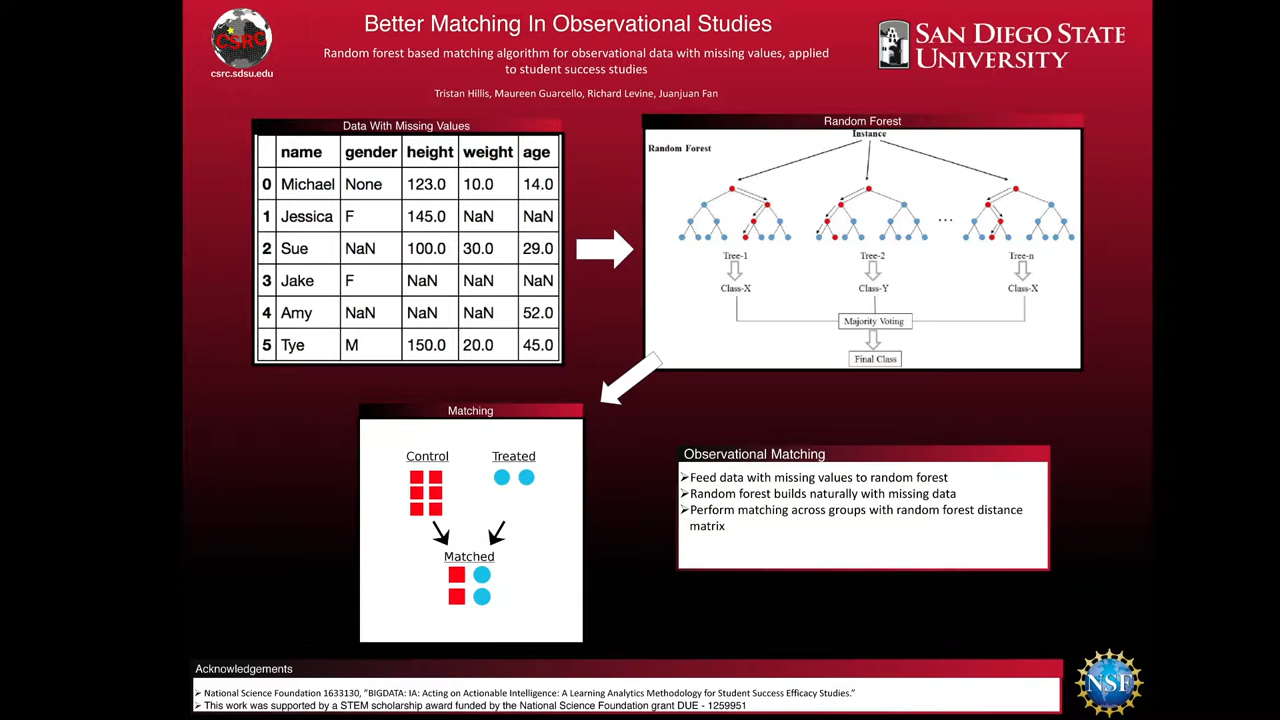 Better Matching In Observational Studies
Random forest based matching algorithm for observational data with missing values, applied
to student success studies
Tristan Hillis, Maureen Guarcello, Richard Levine, Juanjuan Fan
CSRC
csrc.sdsu.edu
SAN DIEGO STATE
UNIVERSITY
Data With Missing Values
name gender height weight age
0 Michael None 123.0 10.0 14.0
1 Jessica F 145.0 NaN NaN
2 Sue NaN 100.0 30.0 29.0
3 Jake F NaN NaN NaN
4 Amy NaN NaN NaN 52.0
5 Tye M 150.0 20.0 45.0
Random Forest
Instance
Random Forest
...
Tree-1 Tree-2 Tree-n
Class-X Class-Y Class-X
Majority Voting
Final Class
Matching
Control Treated
Matched
Observational Matching
➢Feed data with missing values to random forest
➢Random forest builds naturally with missing data
➢Perform matching across groups with random forest distance
matrix
Acknowledgements
➢ National Science Foundation 1633130, "BIGDATA: IA: Acting on Actionable Intelligence: A Learning Analytics Methodology for Student Success Efficacy Studies."
➢ This work was supported by a STEM scholarship award funded by the National Science Foundation grant DUE - 1259951
NSF